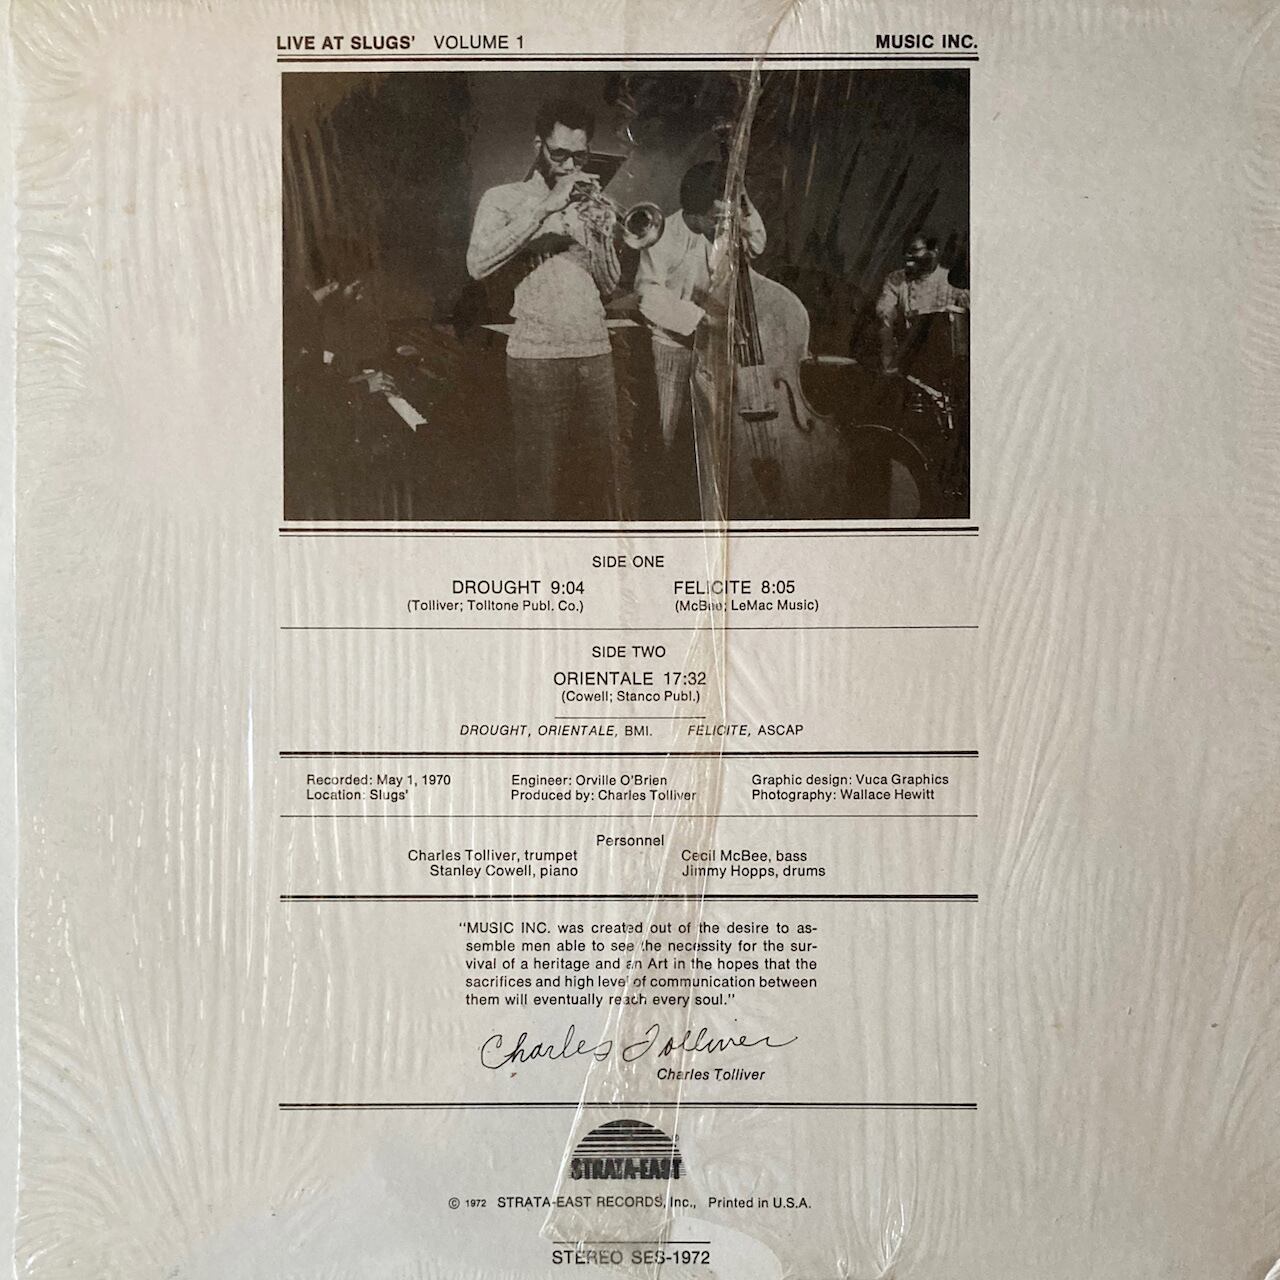 LIVE AT SLUGS' VOLUME 1 MUSIC INC.
SIDE ONE
DROUGHT 9:04 FELICITE 8:05
(Tolliver; Tolltone Publ. Co.) (McBee; LeMac Music)
SIDE TWO
ORIENTALE 17:32
(Cowell; Stanco Publ.)
DROUGHT, ORIENTALE, BMI. FELICITE, ASCAP
Recorded: May 1, 1970 Engineer: Orville O'Brien Graphic design: Vuca Graphics
Location: Slugs' Produced by: Charles Tolliver Photography: Wallace Hewitt
Personnel
Charles Tolliver, trumpet Cecil McBee, bass
Stanley Cowell, piano Jimmy Hopps, drums
"MUSIC INC. was created out of the desire to as-
semble men able to see the necessity for the sur-
vival of a heritage and an Art in the hopes that the
sacrifices and high level of communication between
them will eventually reach every soul."
Charles Tolliver
Charles Tolliver
STRATA-EAST
© 1972 STRATA-EAST RECORDS, Inc., Printed in U.S.A.
STEREO SES-1972